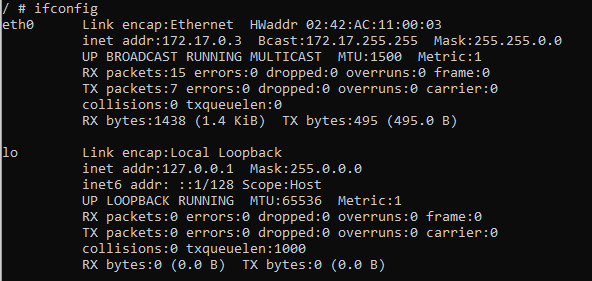 / # ifconfig
eth0      Link encap:Ethernet  HWaddr 02:42:AC:11:00:03
          inet addr:172.17.0.3  Bcast:172.17.255.255  Mask:255.255.0.0
          UP BROADCAST RUNNING MULTICAST  MTU:1500  Metric:1
          RX packets:15 errors:0 dropped:0 overruns:0 frame:0
          TX packets:7 errors:0 dropped:0 overruns:0 carrier:0
          collisions:0 txqueuelen:0
          RX bytes:1438 (1.4 KiB)  TX bytes:495 (495.0 B)

lo        Link encap:Local Loopback
          inet addr:127.0.0.1  Mask:255.0.0.0
          inet6 addr: ::1/128 Scope:Host
          UP LOOPBACK RUNNING  MTU:65536  Metric:1
          RX packets:0 errors:0 dropped:0 overruns:0 frame:0
          TX packets:0 errors:0 dropped:0 overruns:0 carrier:0
          collisions:0 txqueuelen:1000
          RX bytes:0 (0.0 B)  TX bytes:0 (0.0 B)